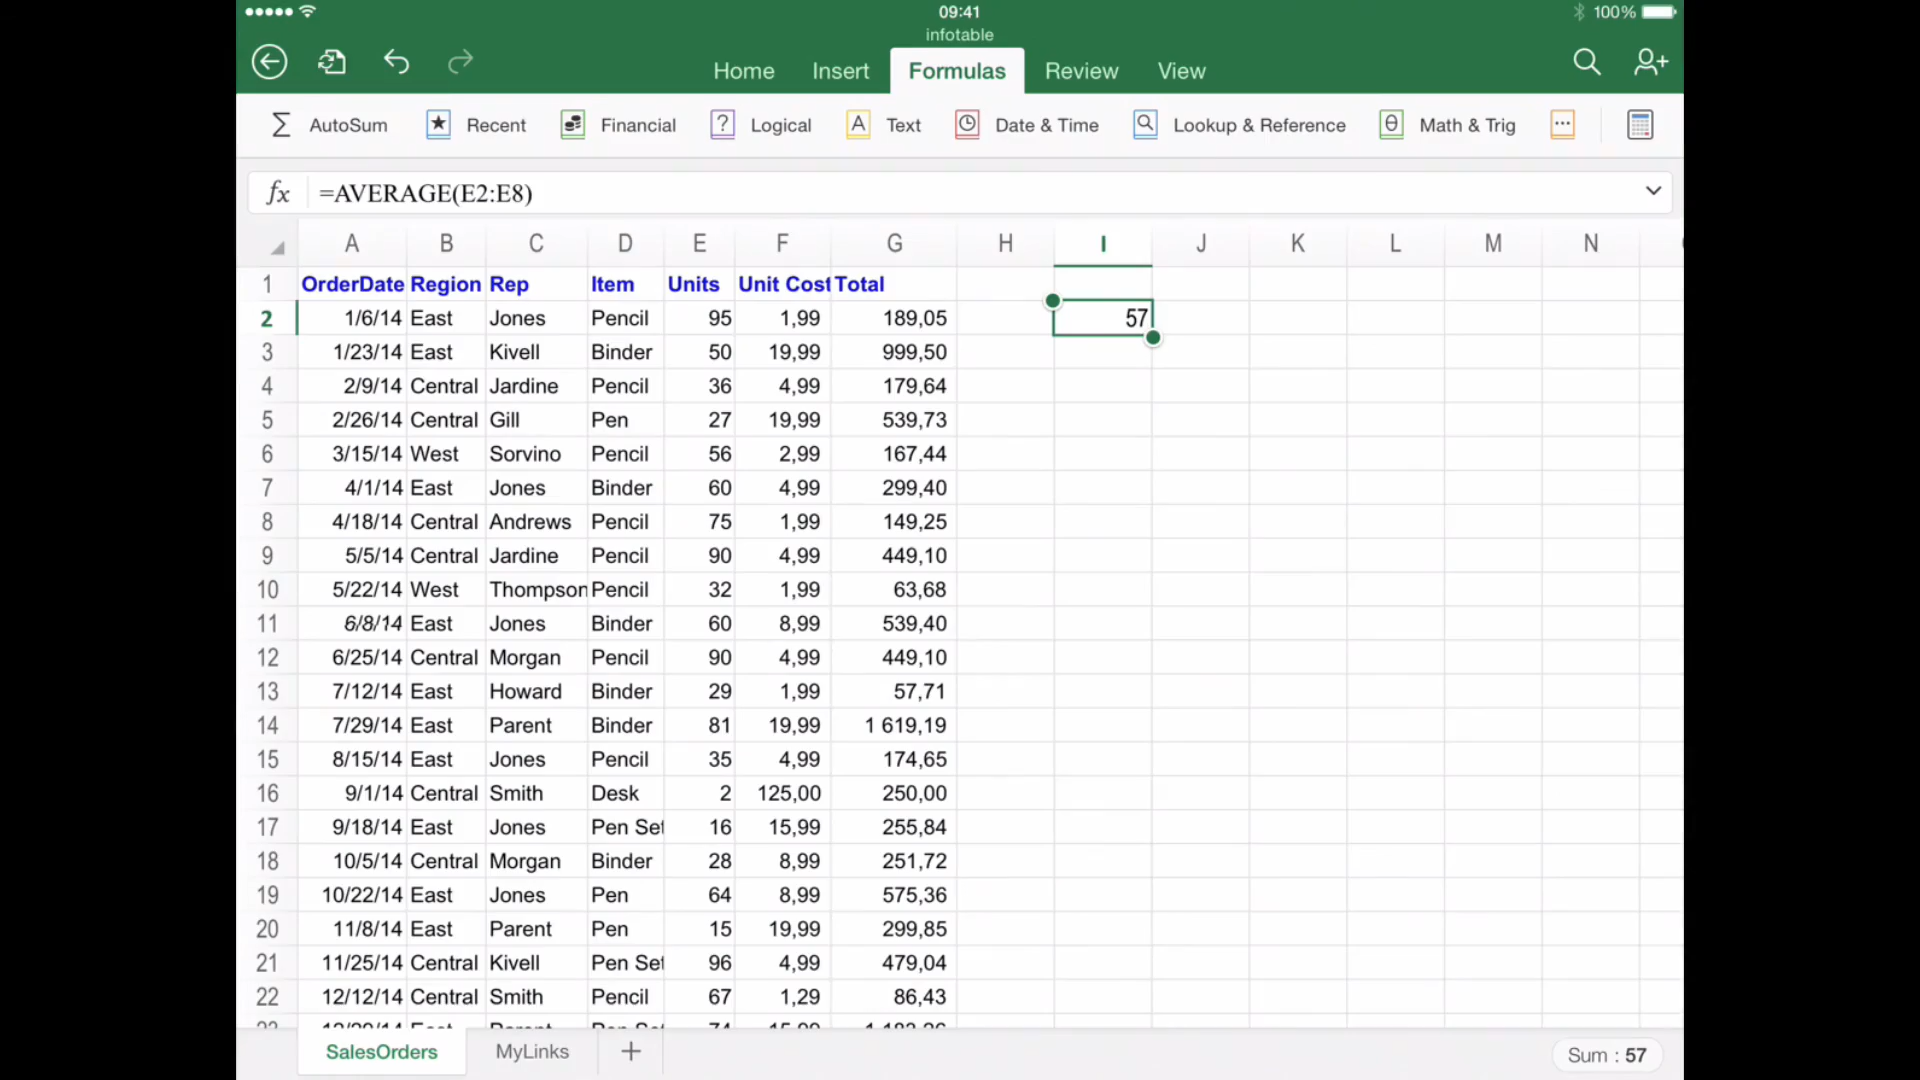 09:41
100%
infotable
Home Insert Formulas Review View
AutoSum Recent Financial Logical Text Date & Time Lookup & Reference Math & Trig
fx =AVERAGE(E2:E8)
A B C D E F G H I J K L M N
1 OrderDate Region Rep Item Units Unit Cost Total
2 1/6/14 East Jones Pencil 95 1,99 189,05 57
3 1/23/14 East Kivell Binder 50 19,99 999,50
4 2/9/14 Central Jardine Pencil 36 4,99 179,64
5 2/26/14 Central Gill Pen 27 19,99 539,73
6 3/15/14 West Sorvino Pencil 56 2,99 167,44
7 4/1/14 East Jones Binder 60 4,99 299,40
8 4/18/14 Central Andrews Pencil 75 1,99 149,25
9 5/5/14 Central Jardine Pencil 90 4,99 449,10
10 5/22/14 West Thompson Pencil 32 1,99 63,68
11 6/8/14 East Jones Binder 60 8,99 539,40
12 6/25/14 Central Morgan Pencil 90 4,99 449,10
13 7/12/14 East Howard Binder 29 1,99 57,71
14 7/29/14 East Parent Binder 81 19,99 1 619,19
15 8/15/14 East Jones Pencil 35 4,99 174,65
16 9/1/14 Central Smith Desk 2 125,00 250,00
17 9/18/14 East Jones Pen Set 16 15,99 255,84
18 10/5/14 Central Morgan Binder 28 8,99 251,72
19 10/22/14 East Jones Pen 64 8,99 575,36
20 11/8/14 East Parent Pen 15 19,99 299,85
21 11/25/14 Central Kivell Pen Set 96 4,99 479,04
22 12/12/14 Central Smith Pencil 67 1,29 86,43
SalesOrders MyLinks + Sum : 57